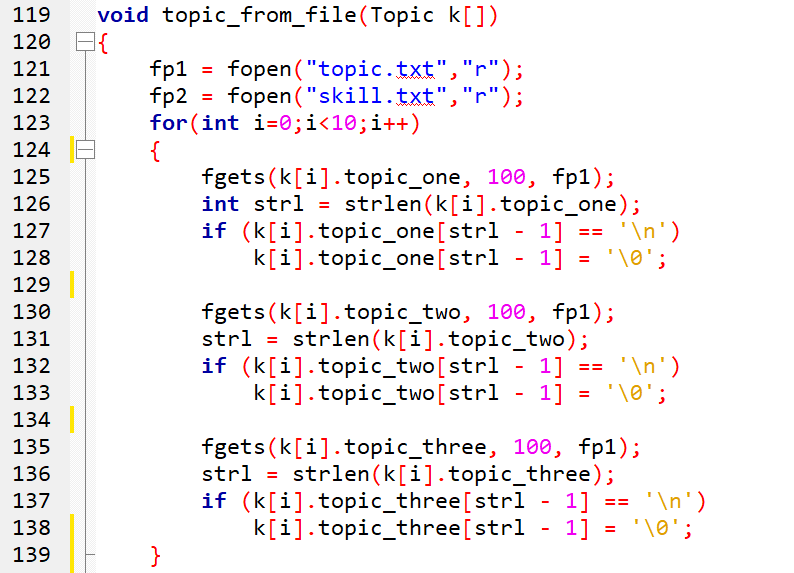 119 void topic_from_file(Topic k[])
120 {
121 fp1 = fopen("topic.txt","r");
122 fp2 = fopen("skill.txt","r");
123 for(int i=0;i<10;i++)
124 {
125 fgets(k[i].topic_one, 100, fp1);
126 int strl = strlen(k[i].topic_one);
127 if (k[i].topic_one[strl - 1] == '\n')
128 k[i].topic_one[strl - 1] = '\0';
129
130 fgets(k[i].topic_two, 100, fp1);
131 strl = strlen(k[i].topic_two);
132 if (k[i].topic_two[strl - 1] == '\n')
133 k[i].topic_two[strl - 1] = '\0';
134
135 fgets(k[i].topic_three, 100, fp1);
136 strl = strlen(k[i].topic_three);
137 if (k[i].topic_three[strl - 1] == '\n')
138 k[i].topic_three[strl - 1] = '\0';
139 }